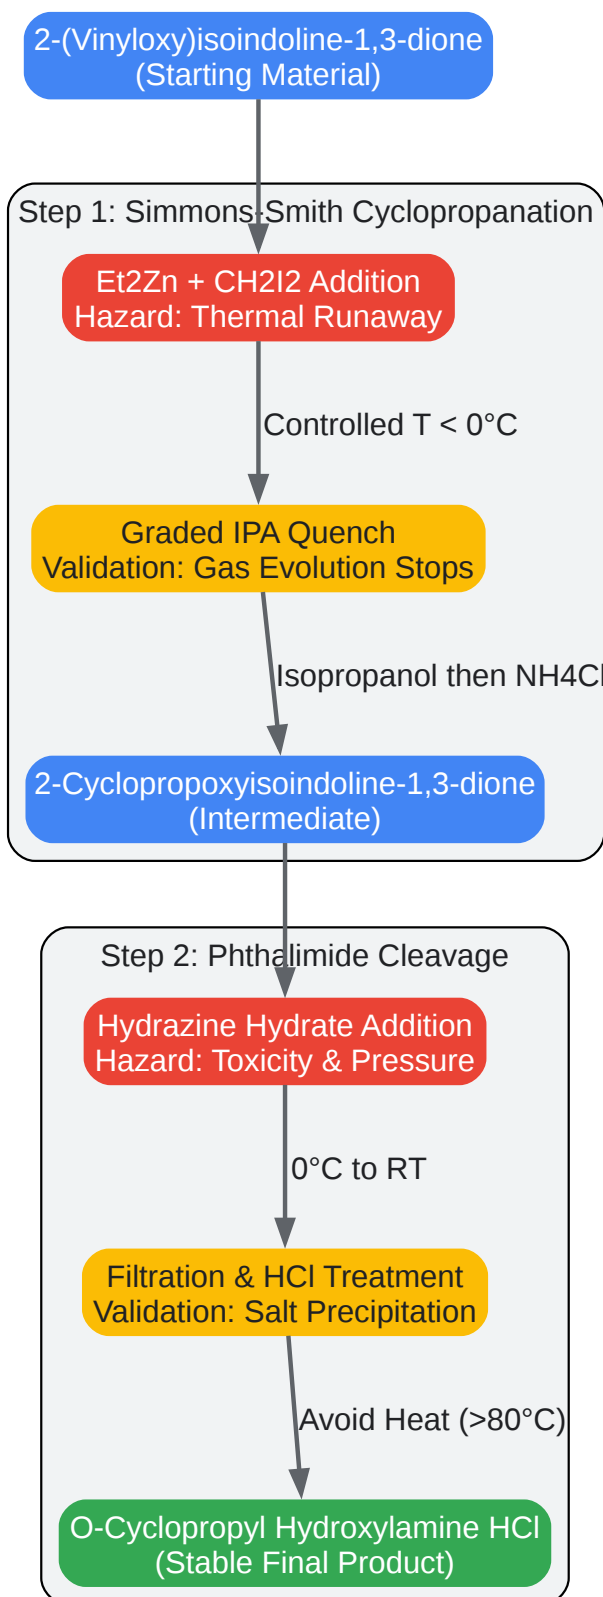 2-(Vinyloxy)isoindoline-1,3-dione
(Starting Material)
Step 1: Simmons-Smith Cyclopropanation
Et2Zn + CH2I2 Addition
Hazard: Thermal Runaway
Controlled T < 0°C
Graded IPA Quench
Validation: Gas Evolution Stops
Isopropanol then NH4Cl
2-Cyclopropoxyisoindoline-1,3-dione
(Intermediate)
Step 2: Phthalimide Cleavage
Hydrazine Hydrate Addition
Hazard: Toxicity & Pressure
0°C to RT
Filtration & HCl Treatment
Validation: Salt Precipitation
Avoid Heat (>80°C)
O-Cyclopropyl Hydroxylamine HCl
(Stable Final Product)